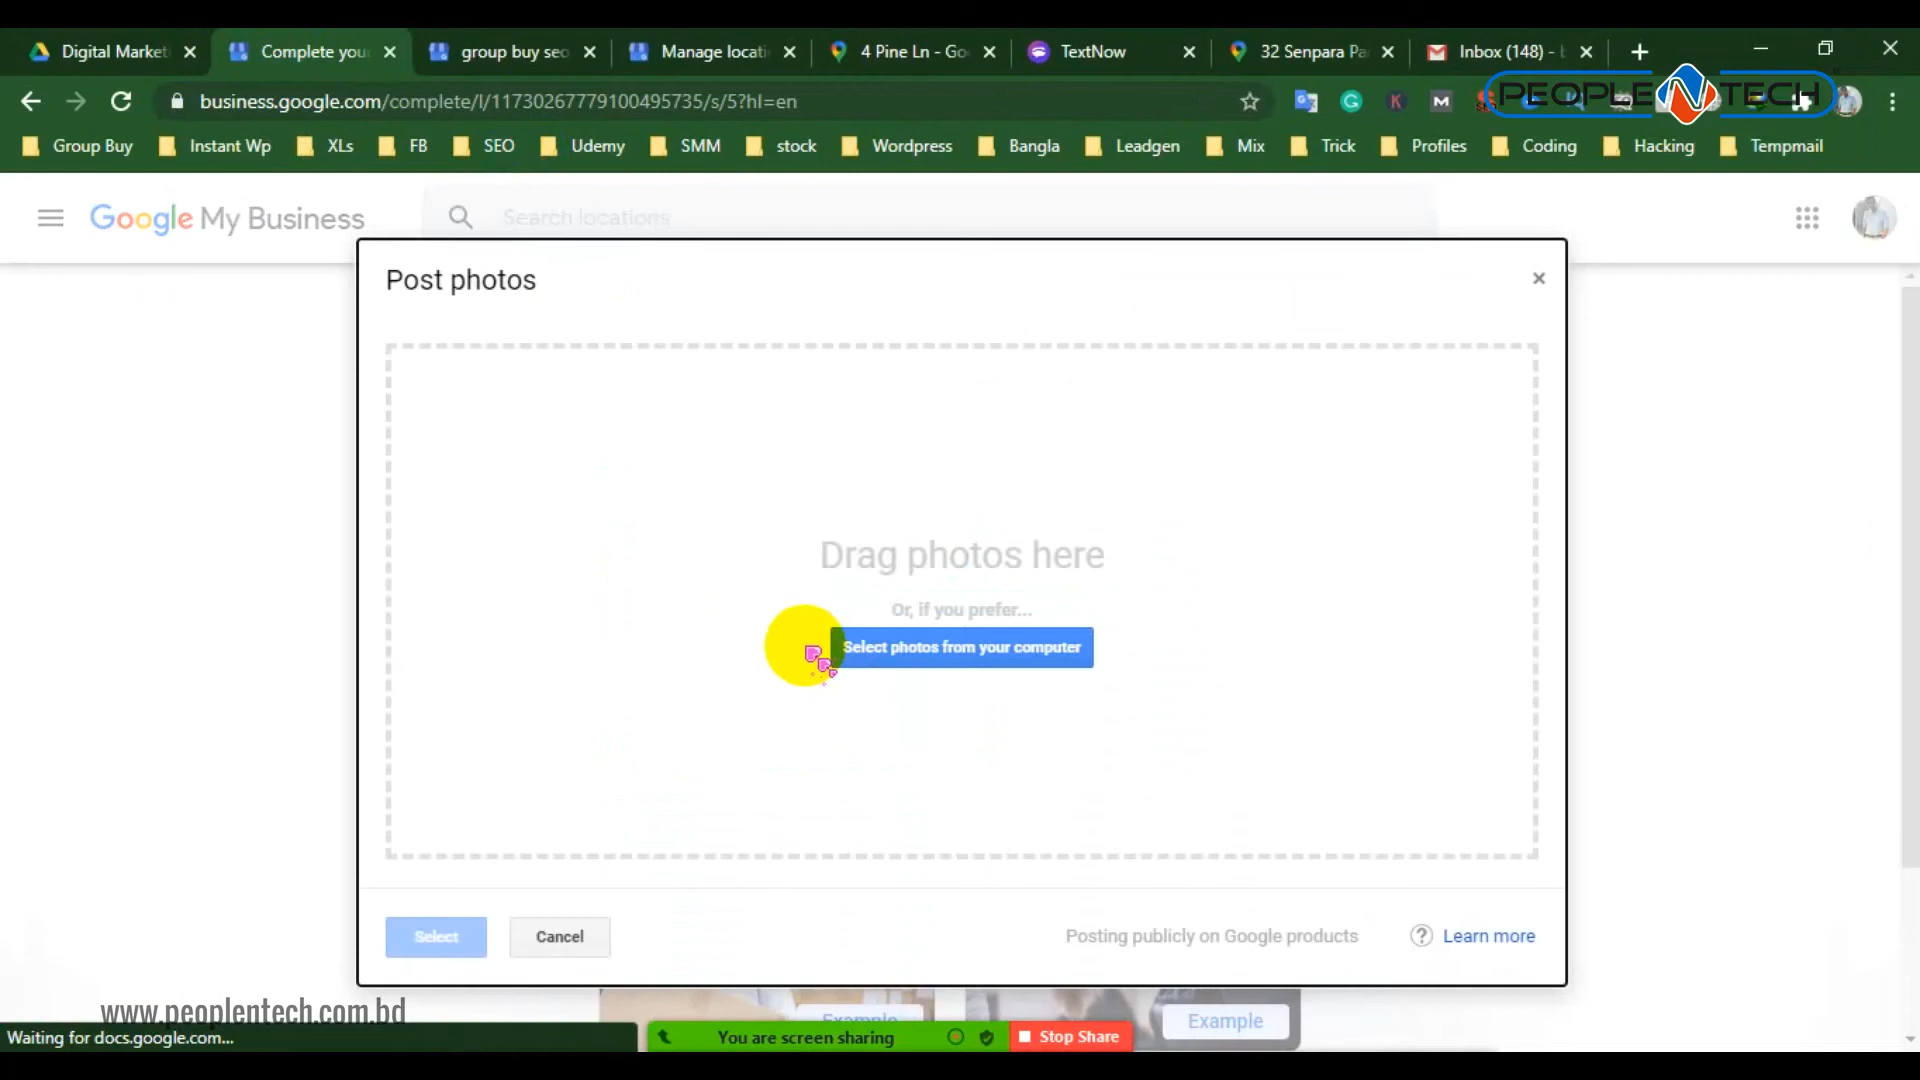 Digital Market
Complete you
group buy seo
Manage locati
4 Pine Ln - Go
TextNow
32 Senpara Pa
Inbox (148) -
business.google.com/complete/l/11730267779100495735/s/5?hl=en
PEOPLE N TECH
Group Buy
Instant Wp
XLs
FB
SEO
Udemy
SMM
stock
Wordpress
Bangla
Leadgen
Mix
Trick
Profiles
Coding
Hacking
Tempmail
Google My Business
Search locations
Post photos
Drag photos here
Or, if you prefer...
Select photos from your computer
Select
Cancel
Posting publicly on Google products
Learn more
www.peoplentech.com.bd
Example
Example
Waiting for docs.google.com...
You are screen sharing
Stop Share